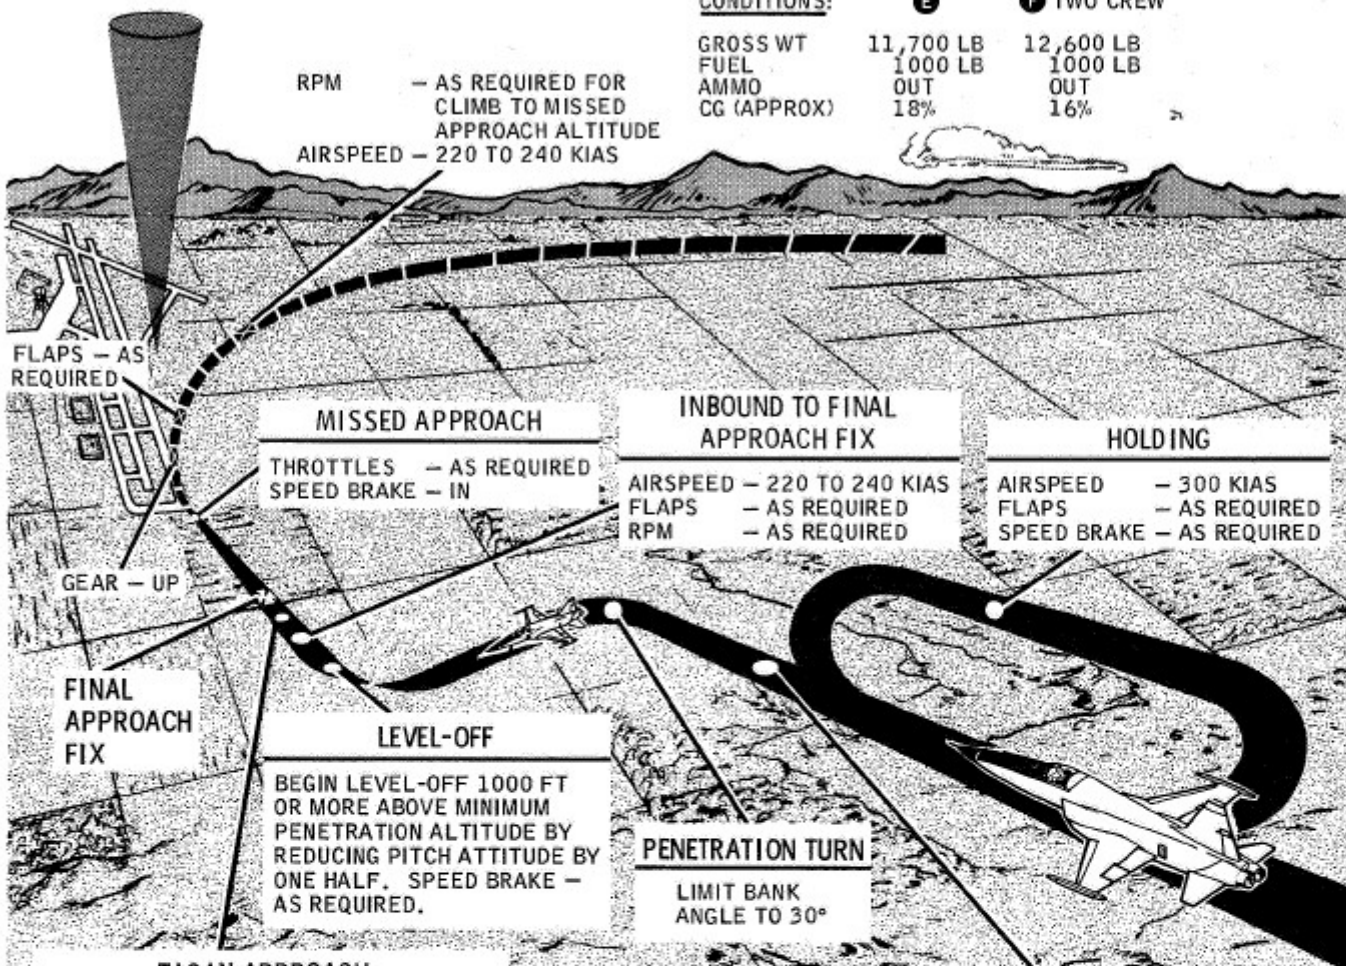 CONDITIONS: E F TWO CREW
GROSS WT 11,700 LB 12,600 LB
FUEL 1000 LB 1000 LB
AMMO OUT OUT
CG (APPROX) 18% 16%
RPM — AS REQUIRED FOR
CLIMB TO MISSED
APPROACH ALTITUDE
AIRSPEED — 220 TO 240 KIAS
FLAPS — AS
REQUIRED
MISSED APPROACH
THROTTLES — AS REQUIRED
SPEED BRAKE — IN
INBOUND TO FINAL
APPROACH FIX
AIRSPEED — 220 TO 240 KIAS
FLAPS — AS REQUIRED
RPM — AS REQUIRED
HOLDING
AIRSPEED — 300 KIAS
FLAPS — AS REQUIRED
SPEED BRAKE — AS REQUIRED
GEAR — UP
FINAL
APPROACH
FIX
LEVEL-OFF
BEGIN LEVEL-OFF 1000 FT
OR MORE ABOVE MINIMUM
PENETRATION ALTITUDE BY
REDUCING PITCH ATTITUDE BY
ONE HALF. SPEED BRAKE —
AS REQUIRED.
PENETRATION TURN
LIMIT BANK
ANGLE TO 30°
TACAN APPROACH